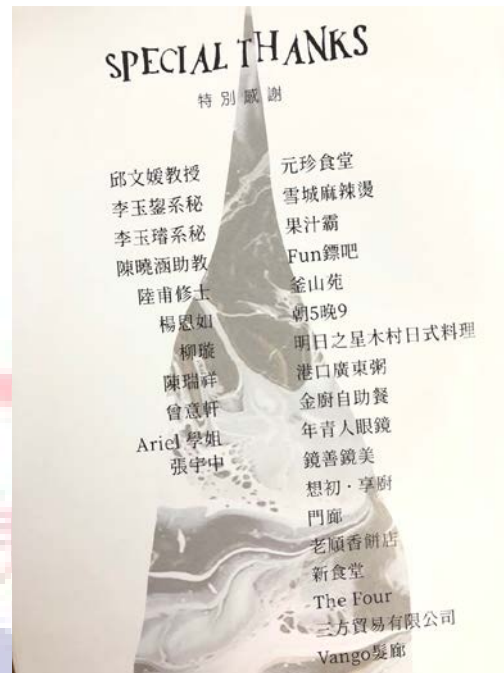 SPECIAL THANKS
特別感謝
邱文媛教授
李玉鋆系秘
李玉璿系秘
陳曉涵助教
陸甫修士
楊恩如
柳璇
陳瑞祥
曾意軒
Ariel 學姐
張宇中
元珍食堂
雪城麻辣燙
果汁霸
Fun鏢吧
釜山苑
朝5晚9
明日之星木村日式料理
港口廣東粥
金廚自助餐
年青人眼鏡
鏡善鏡美
想初·享廚
門廊
老順香餅店
新食堂
The Four
三方貿易有限公司
Vango髮廊